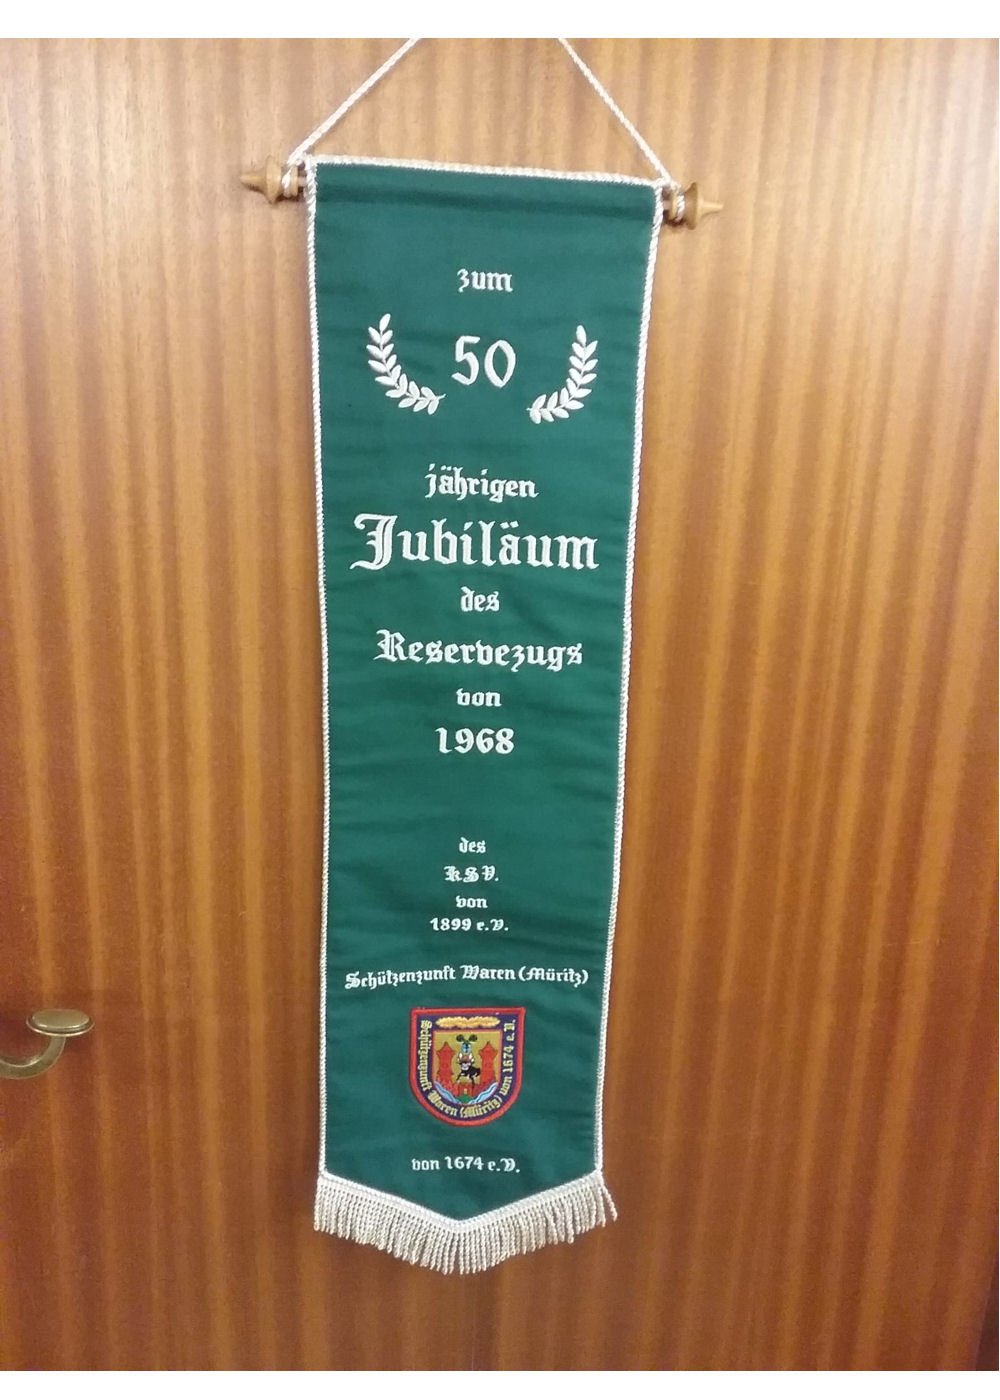 zum
50
jährigen
Jubiläum
des
Reservezugs
von
1968
des
KSV.
von
1899 e.V.
Schützenzunft Waren (Müritz)
Schützenzunft Waren (Müritz) von 1674 e.V.
von 1674 e.V.